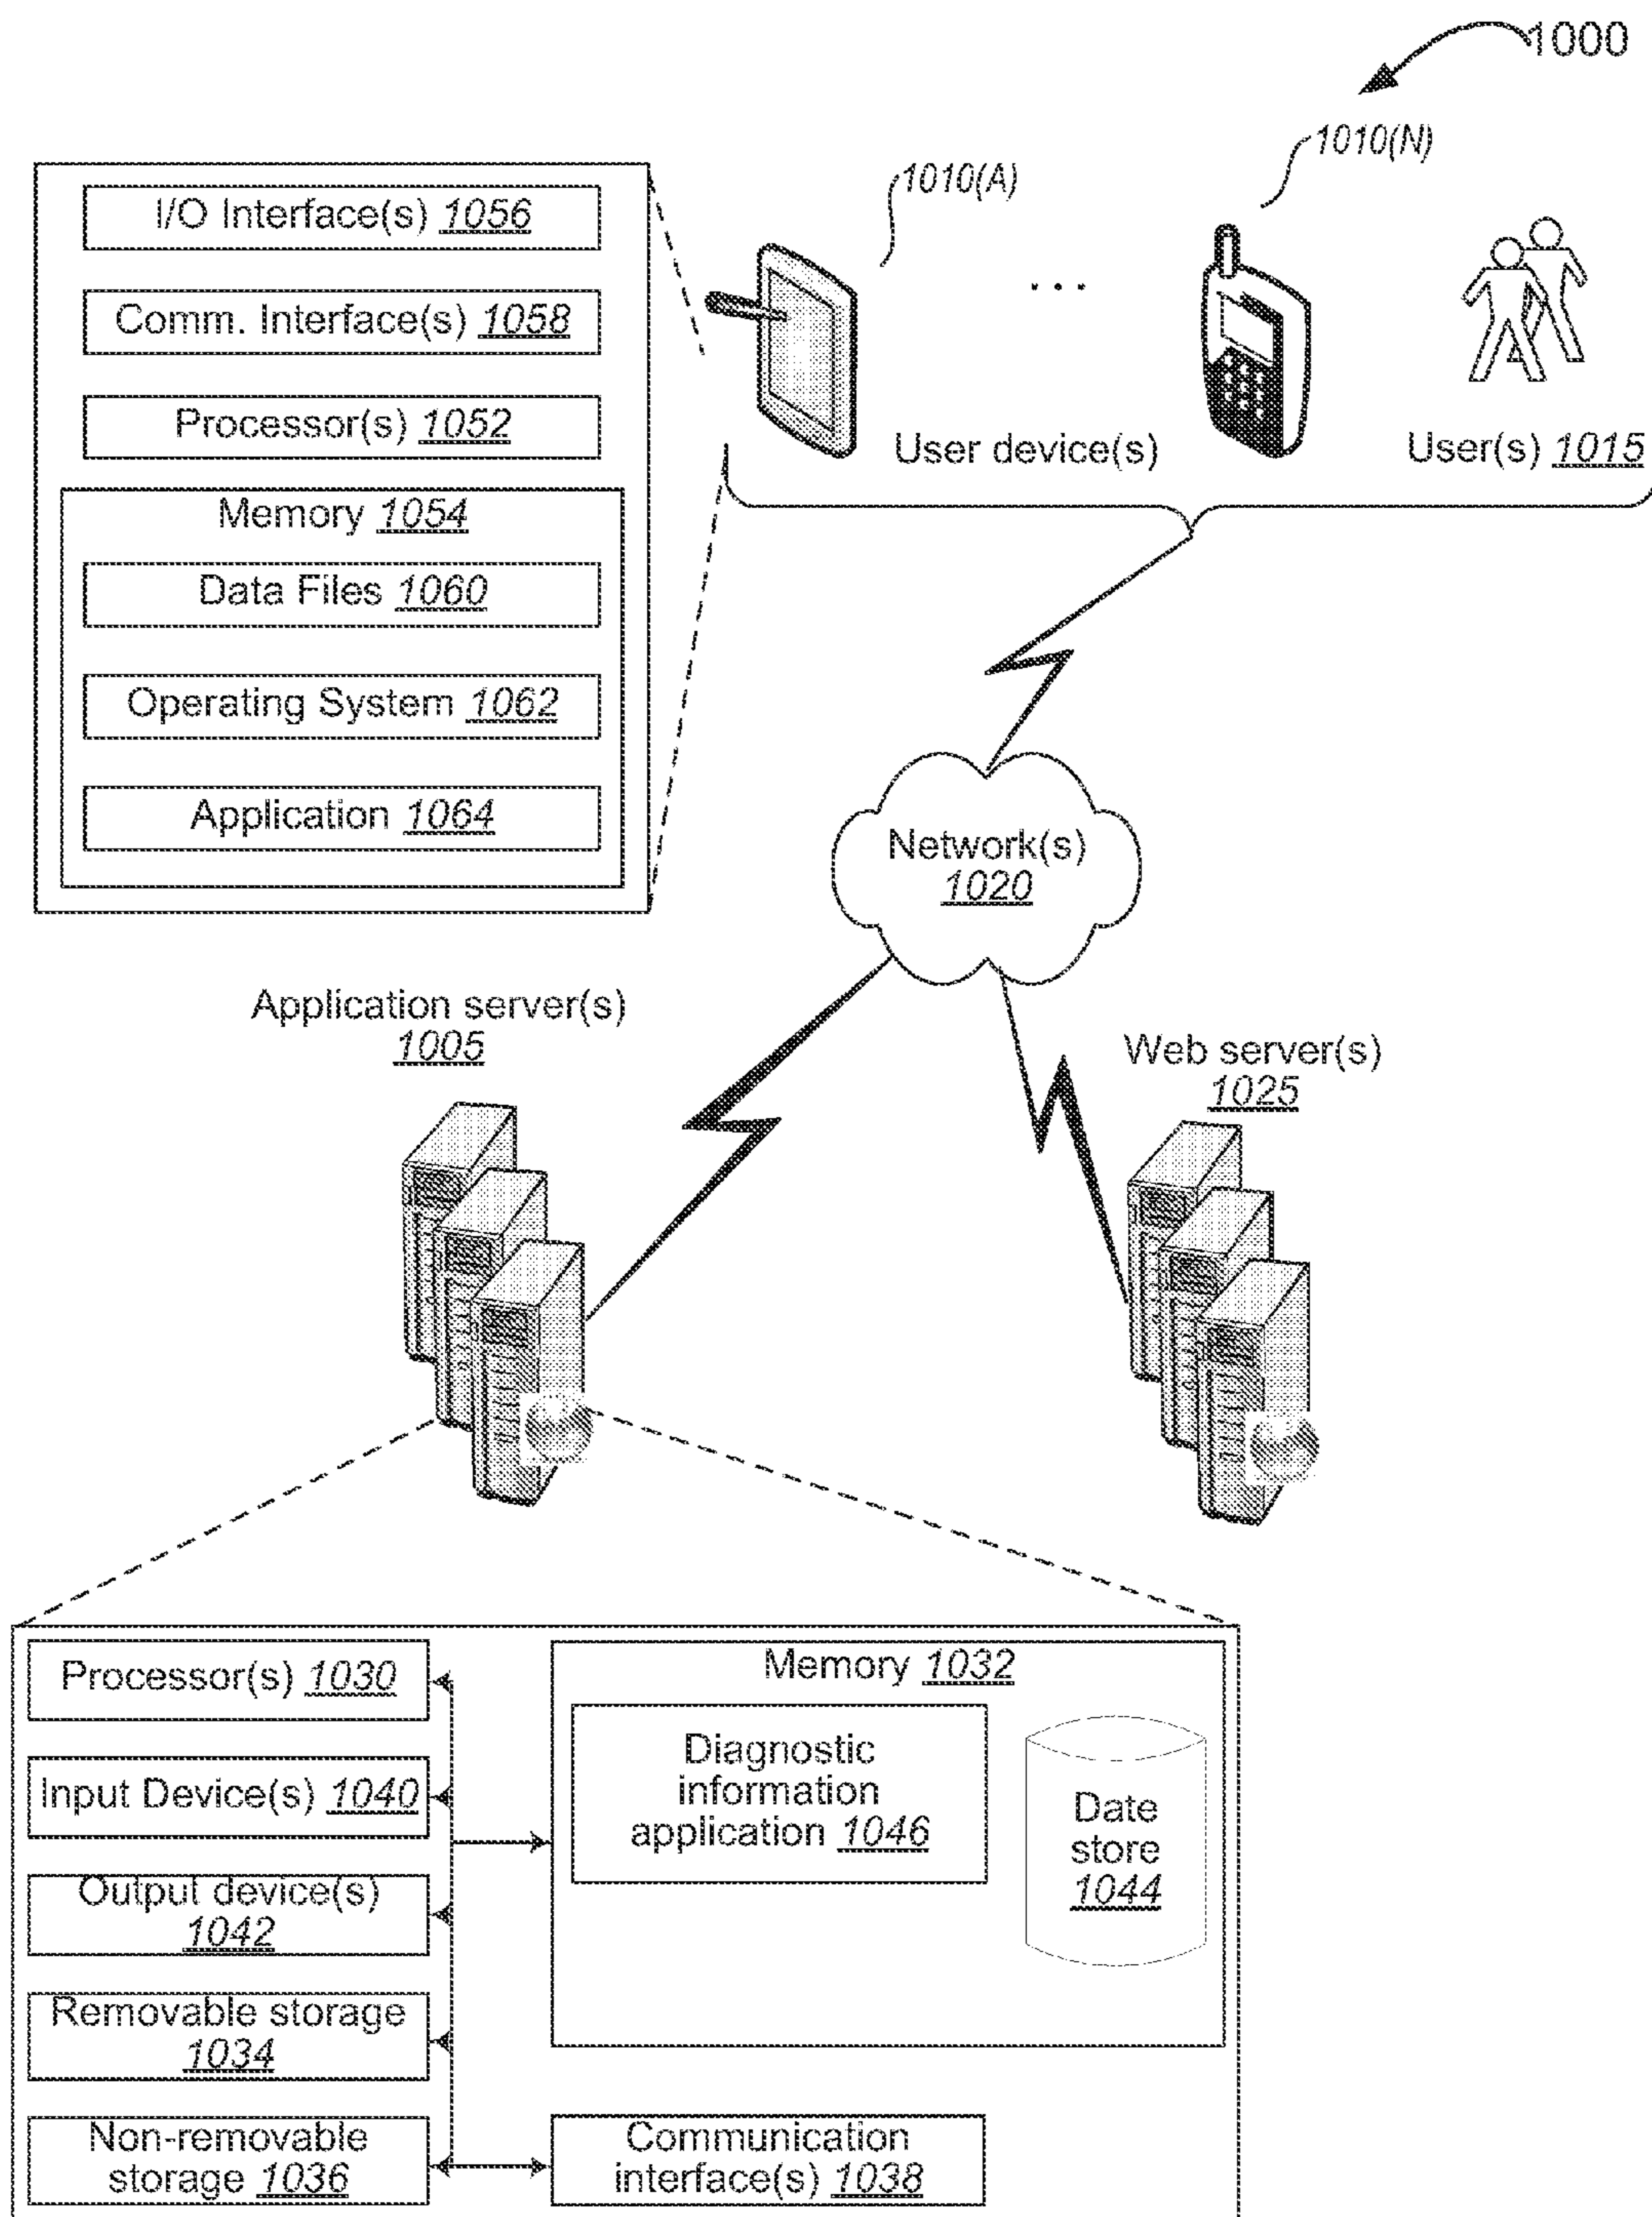 1000
1010(N)
1010(A)
I/O Interface(s) 1056
Comm. Interface(s) 1058
Processor(s) 1052
Memory 1054
Data Files 1060
Operating System 1062
Application 1064
...
User device(s)
User(s) 1015
Network(s)
1020
Application server(s)
1005
Web server(s)
1025
Processor(s) 1030
Input Device(s) 1040
Output device(s)
1042
Removable storage
1034
Non-removable
storage 1036
Memory 1032
Diagnostic
information
application 1046
Date
store
1044
Communication
interface(s) 1038